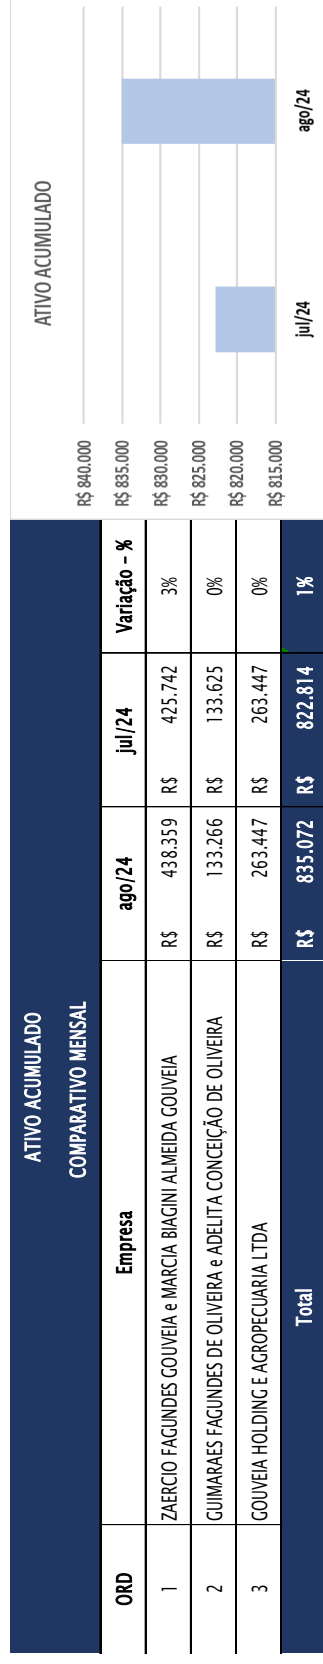 ATIVO ACUMULADO
COMPARATIVO MENSAL
ORD Empresa ago/24 jul/24 Variação – %
1 ZAERCIO FAGUNDES GOUVEIA e MARCIA BIAGINI ALMEIDA GOUVEIA R$ 438.359 R$ 425.742 3%
2 GUIMARAES FAGUNDES DE OLIVEIRA e ADELITA CONCEIÇÃO DE OLIVEIRA R$ 133.266 R$ 133.625 0%
3 GOUVEIA HOLDING E AGROPECUARIA LTDA R$ 263.447 R$ 263.447 0%
Total R$ 835.072 R$ 822.814 1%
ATIVO ACUMULADO
R$ 840.000
R$ 835.000
R$ 830.000
R$ 825.000
R$ 820.000
R$ 815.000
jul/24 ago/24